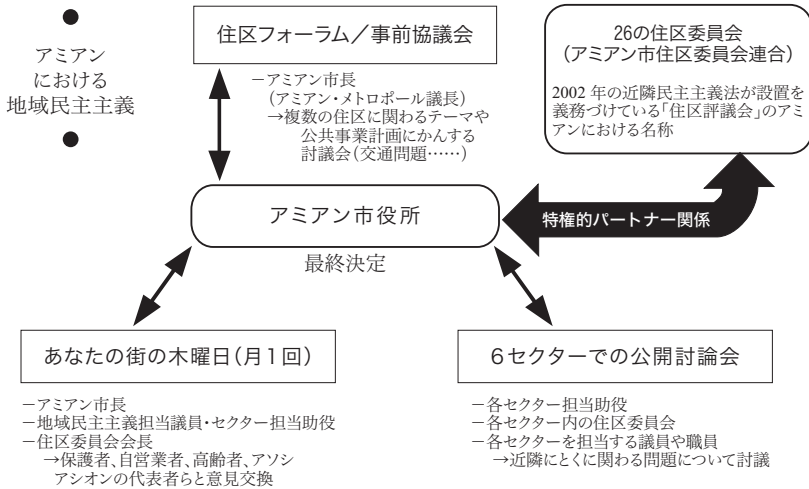 アミアン
における
地域民主主義
住区フォーラム／事前協議会
－アミアン市長
(アミアン・メトロポール議長)
→複数の住区に関わるテーマや
公共事業計画にかんする
討議会(交通問題……)
26の住区委員会
(アミアン市住区委員会連合)
2002 年の近隣民主主義法が設置を
義務づけている「住区評議会」のアミ
アンにおける名称
アミアン市役所
特権的パートナー関係
最終決定
あなたの街の木曜日(月1回)
－アミアン市長
－地域民主主義担当議員・セクター担当助役
－住区委員会会長
→保護者、自営業者、高齢者、アソシ
アシオンの代表者らと意見交換
6セクターでの公開討論会
－各セクター担当助役
－各セクター内の住区委員会
－各セクターを担当する議員や職員
→近隣にとくに関わる問題について討議